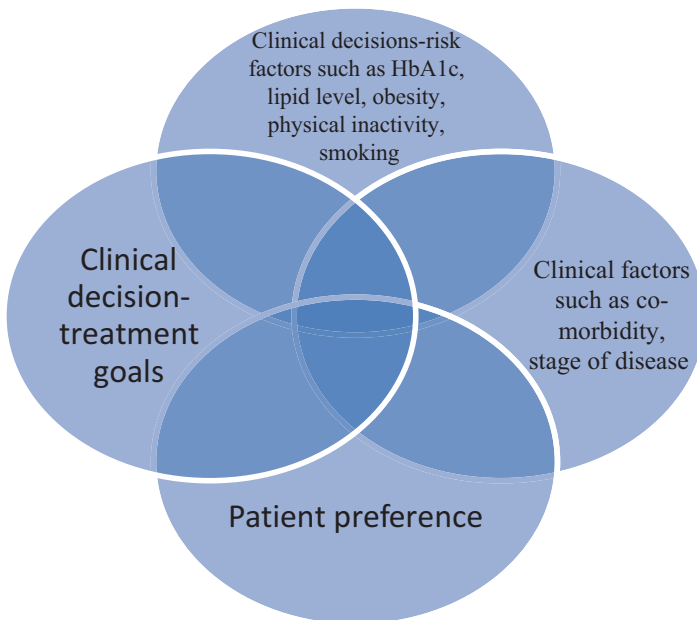 Clinical decisions-risk
factors such as HbA1c,
lipid level, obesity,
physical inactivity,
smoking
Clinical
decision-
treatment
goals
Clinical factors
such as co-
morbidity,
stage of disease
Patient preference